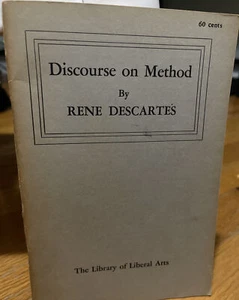 60 cents
Discourse on Method
By
RENE DESCARTES
The Library of Liberal Arts